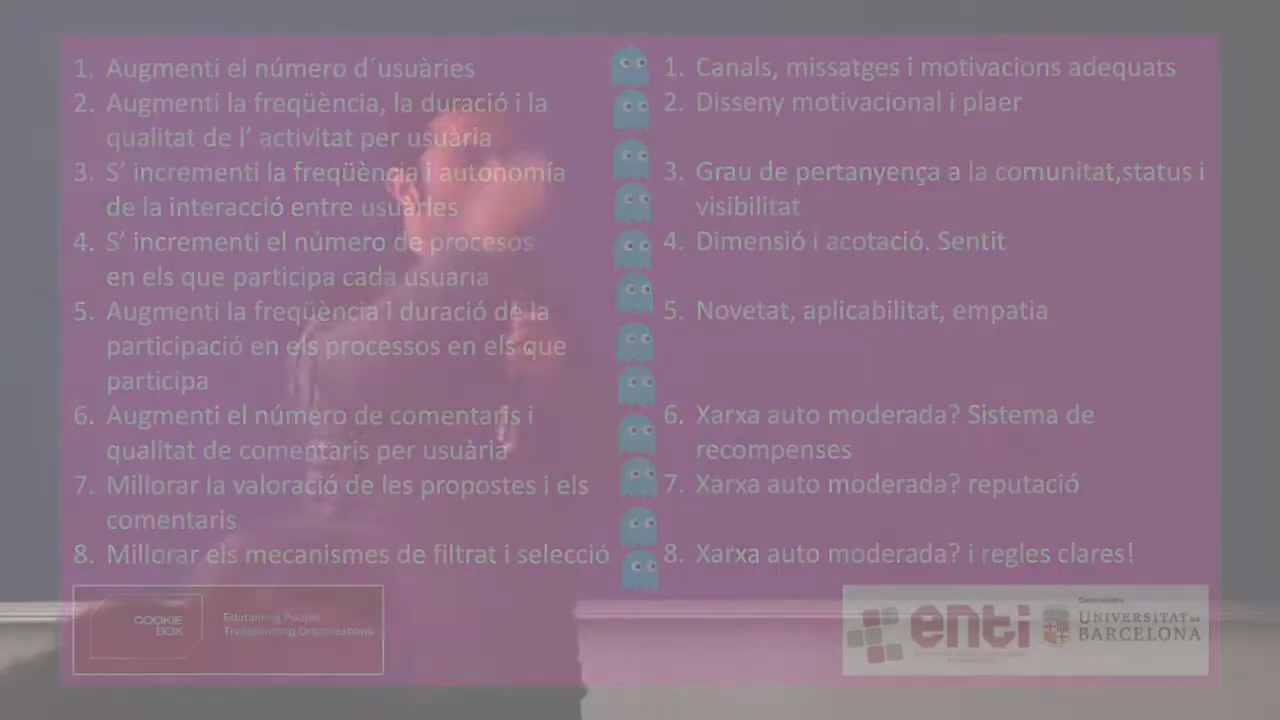 1. Augmenti el número d´usuàries
2. Augmenti la freqüència, la duració i la
qualitat de l’ activitat per usuària
3. S’ incrementi la freqüència i autonomía
de la interacció entre usuàries
4. S’ incrementi el número de procesos
en els que participa cada usuària
5. Augmenti la freqüència i duració de la
participació en els processos en els que
participa
6. Augmenti el número de comentaris i
qualitat de comentaris per usuària
7. Millorar la valoració de les propostes i els
comentaris
8. Millorar els mecanismes de filtrat i selecció
1. Canals, missatges i motivacions adequats
2. Disseny motivacional i plaer
3. Grau de pertanyença a la comunitat,status i
visibilitat
4. Dimensió i acotació. Sentit
5. Novetat, aplicabilitat, empatia
6. Xarxa auto moderada? Sistema de
recompenses
7. Xarxa auto moderada? reputació
8. Xarxa auto moderada? i regles clares!
COOKIE
BOX
Edutaining People
Transforming Organizations
enti
UNIVERSITAT DE
BARCELONA